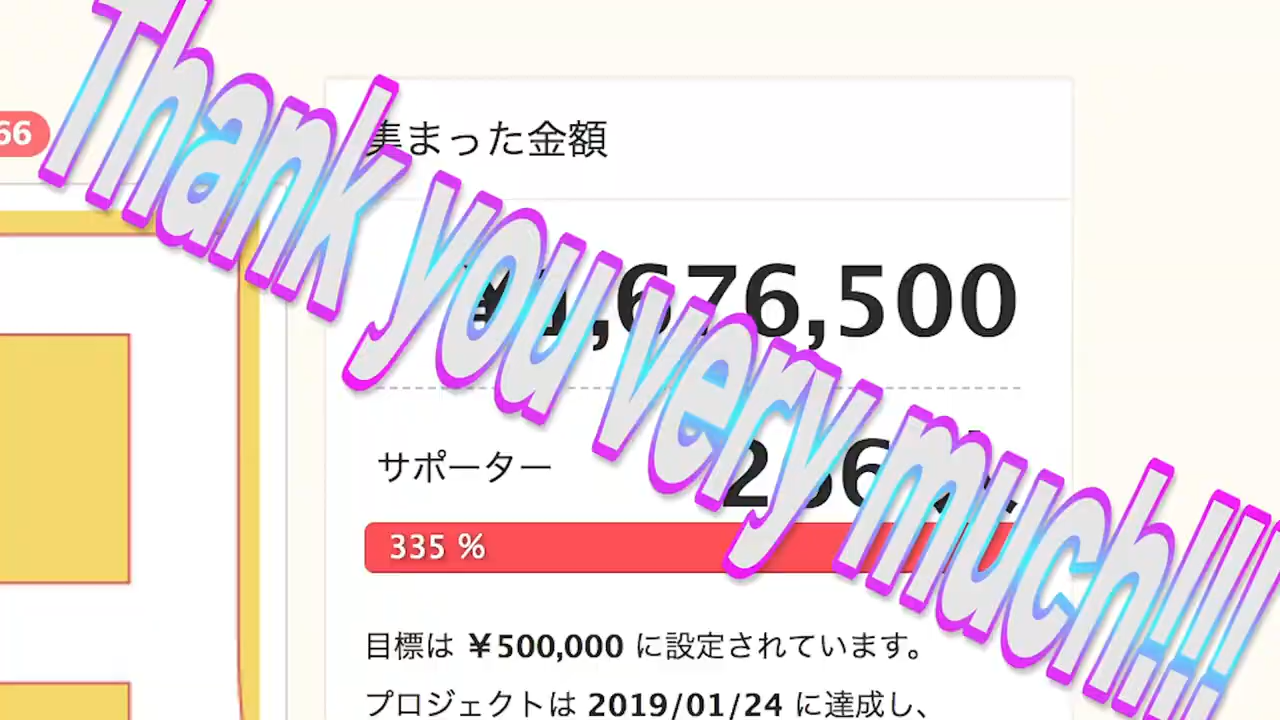 Thank you very much!!!
66
集まった金額
¥1,676,500
サポーター
335 %
目標は ¥500,000 に設定されています。
プロジェクトは 2019/01/24 に達成し、